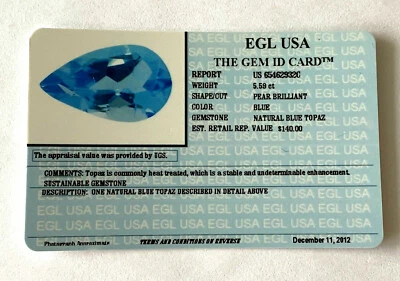 EGL USA
THE GEM ID CARD™
REPORT US 65462932C
WEIGHT 5.59 ct
SHAPE/CUT PEAR BRILLIANT
COLOR BLUE
GEMSTONE NATURAL BLUE TOPAZ
EST. RETAIL REP. VALUE $140.00
The appraisal value was provided by EGS.
COMMENTS: Topaz is commonly heat treated, which is a stable and undeterminable enhancement.
SUSTAINABLE GEMSTONE
DESCRIPTION: ONE NATURAL BLUE TOPAZ DESCRIBED IN DETAIL ABOVE
Photograph Approximate TERMS AND CONDITIONS ON REVERSE December 11, 2012